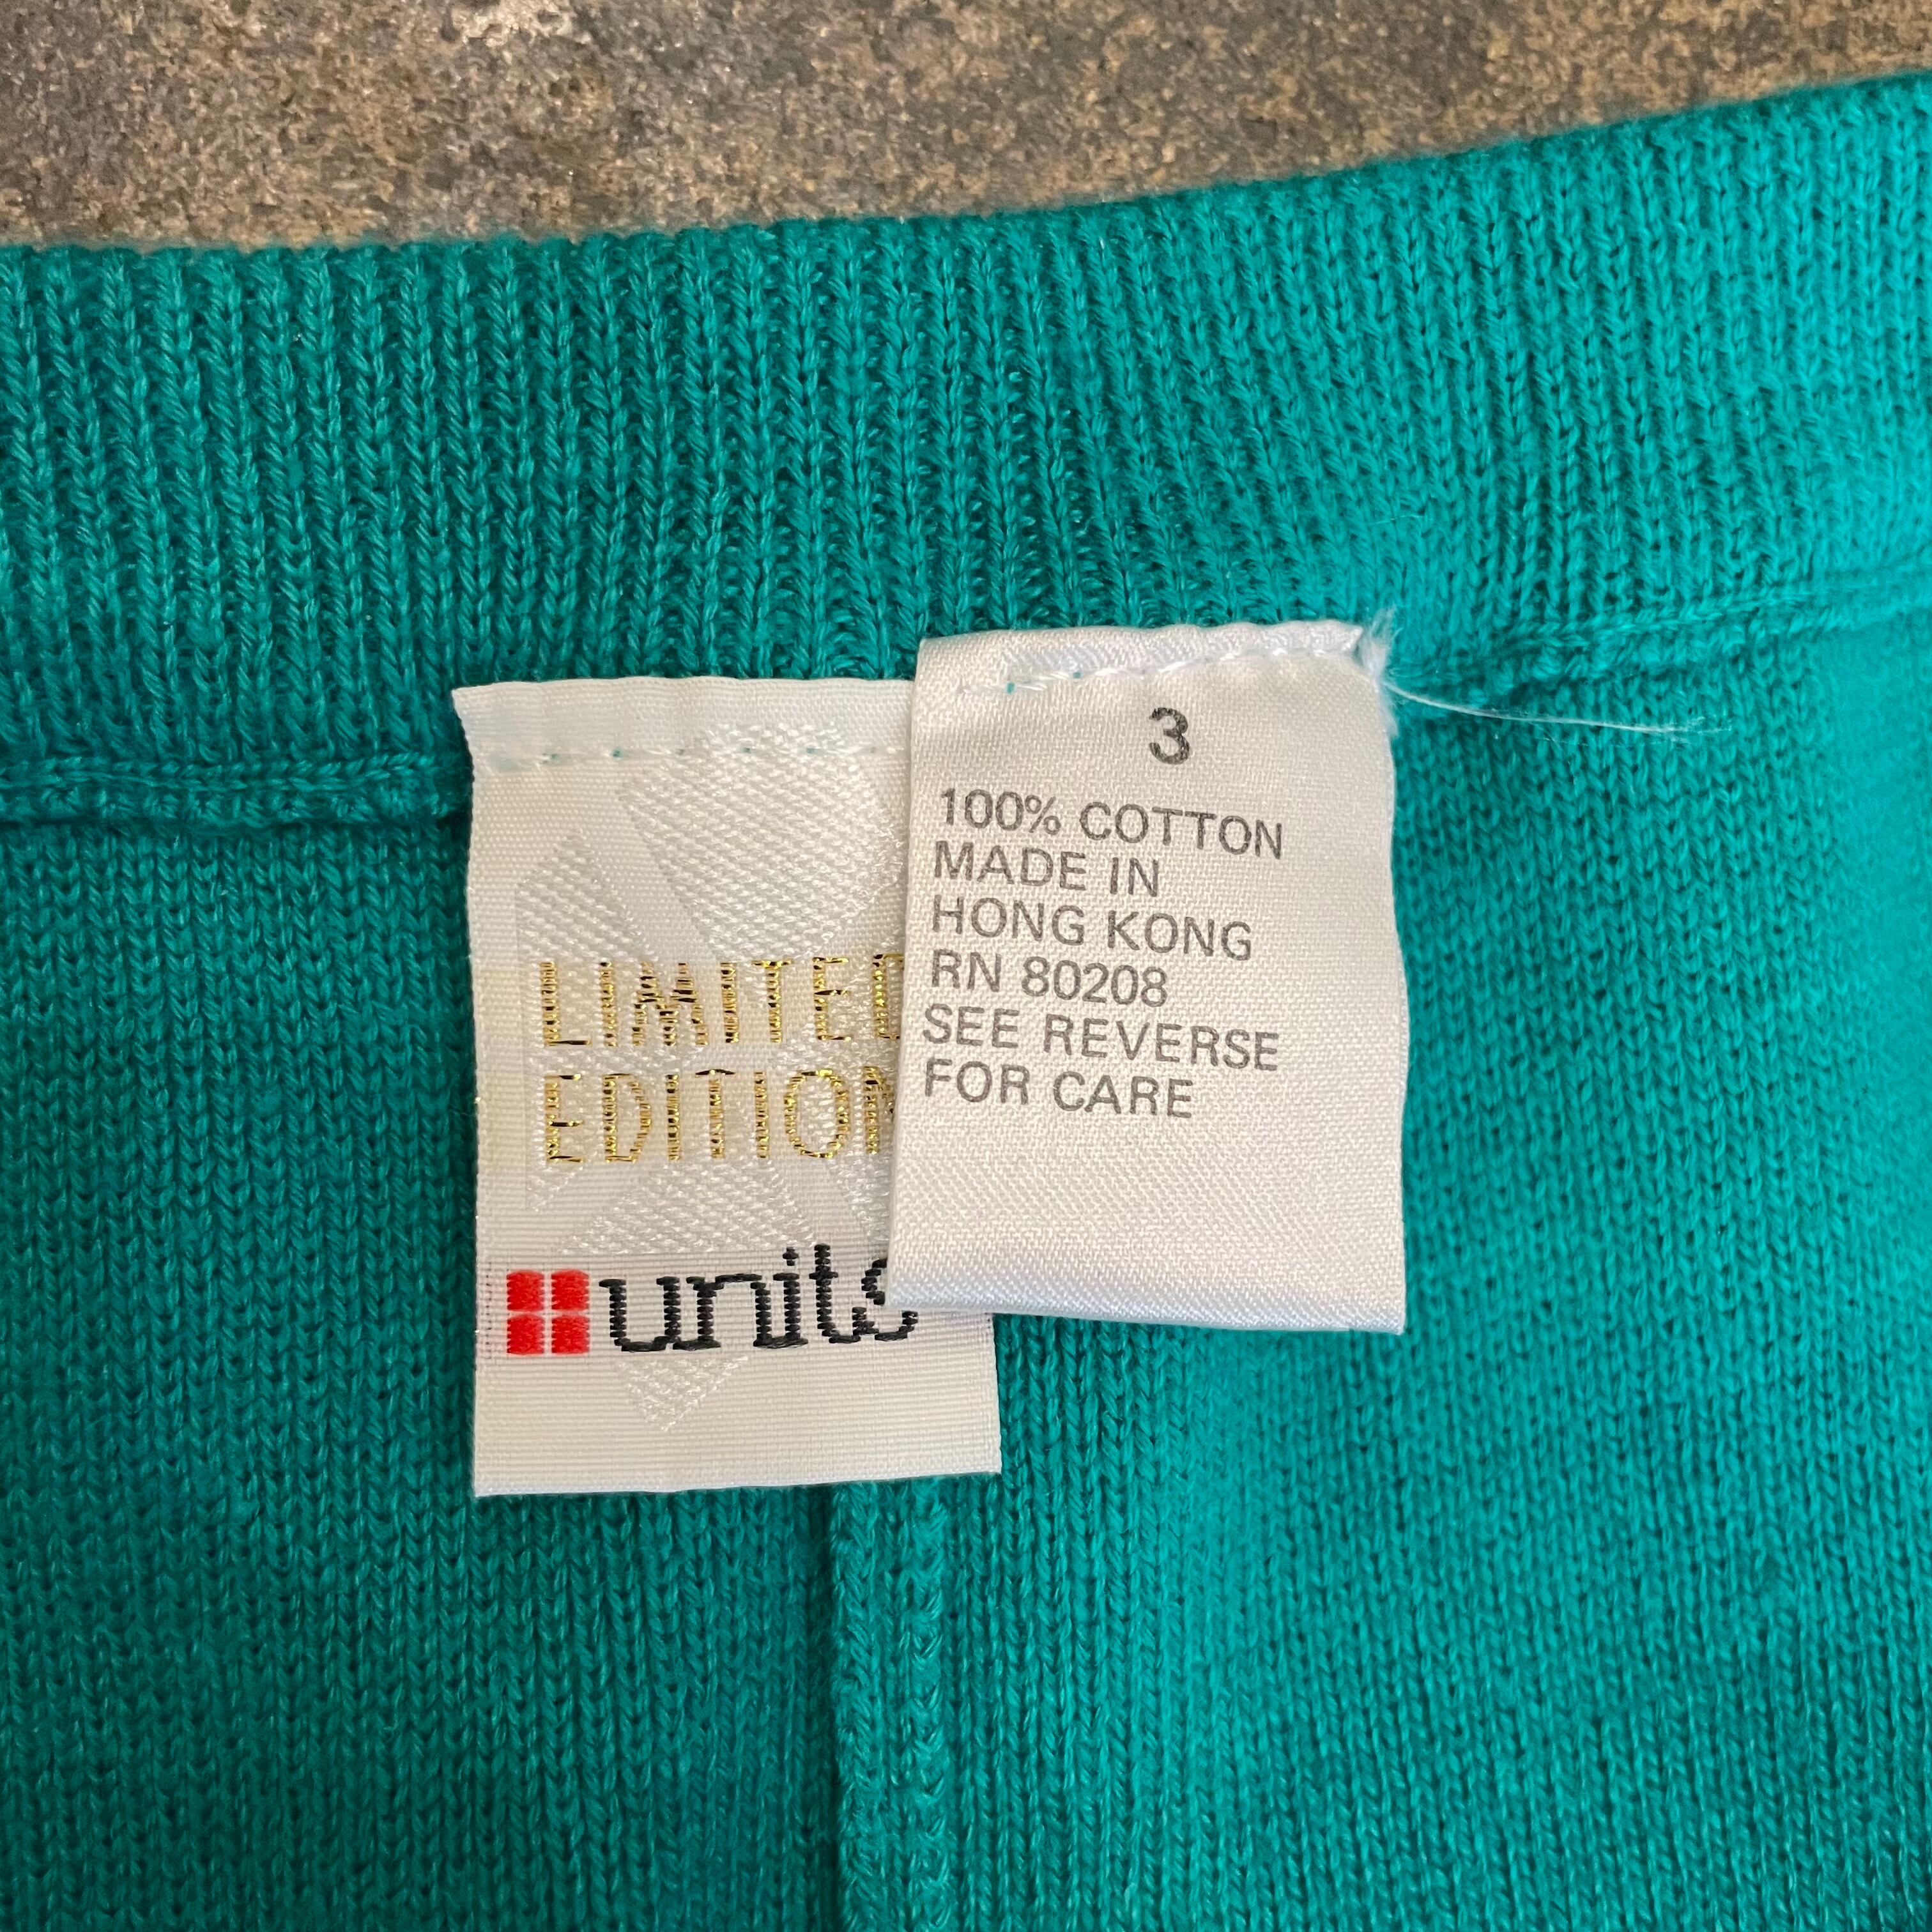 LIMITED
EDITION
units
3
100% COTTON
MADE IN
HONG KONG
RN 80208
SEE REVERSE
FOR CARE